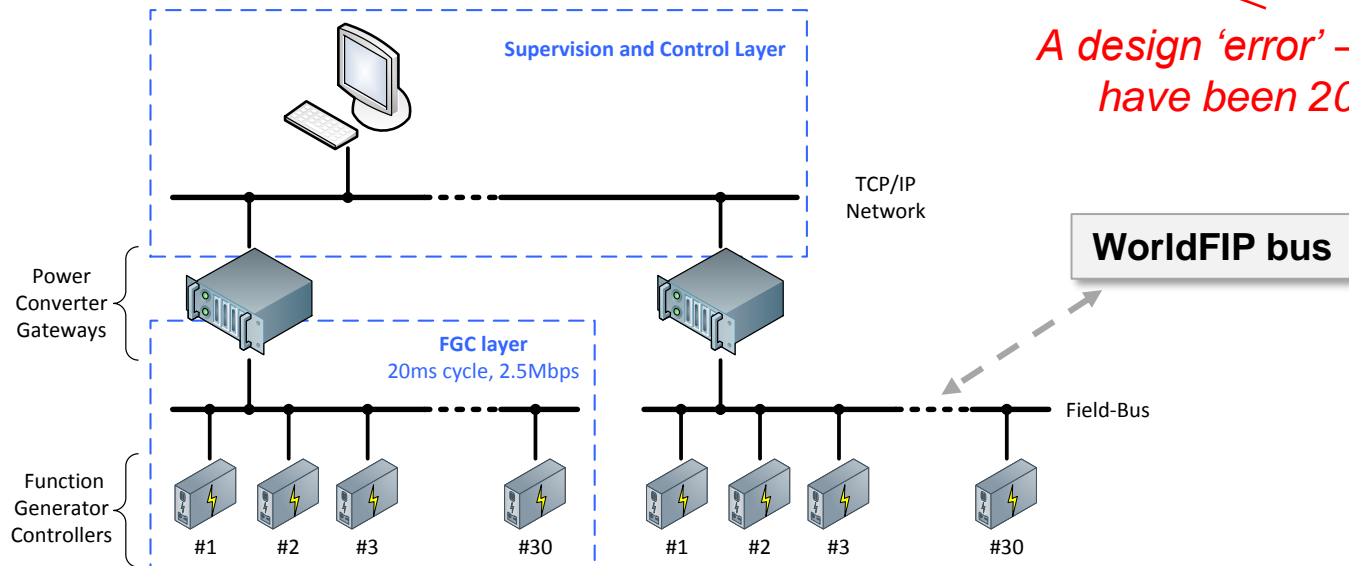 Supervision and Control Layer
A design ‘error’ –
have been 20
TCP/IP
Network
WorldFIP bus
Power
Converter
Gateways
FGC layer
20ms cycle, 2.5Mbps
Field-Bus
Function
Generator
Controllers
#1 #2 #3 #30 #1 #2 #3 #30